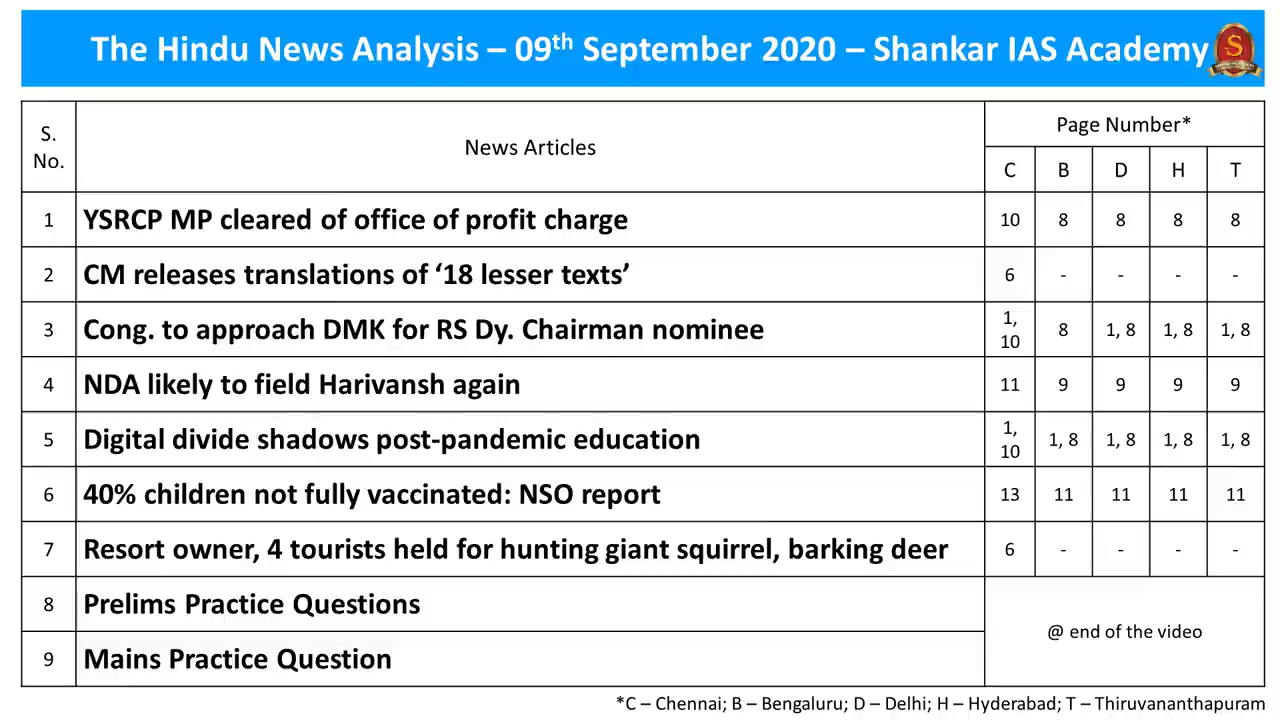 The Hindu News Analysis – 09th September 2020 – Shankar IAS Academy
S
S. No. News Articles Page Number*
C B D H T
1 YSRCP MP cleared of office of profit charge 10 8 8 8 8
2 CM releases translations of ‘18 lesser texts’ 6 - - - -
3 Cong. to approach DMK for RS Dy. Chairman nominee 1, 10 8 1, 8 1, 8 1, 8
4 NDA likely to field Harivansh again 11 9 9 9 9
5 Digital divide shadows post-pandemic education 1, 10 1, 8 1, 8 1, 8 1, 8
6 40% children not fully vaccinated: NSO report 13 11 11 11 11
7 Resort owner, 4 tourists held for hunting giant squirrel, barking deer 6 - - - -
8 Prelims Practice Questions @ end of the video
9 Mains Practice Question
*C – Chennai; B – Bengaluru; D – Delhi; H – Hyderabad; T – Thiruvananthapuram